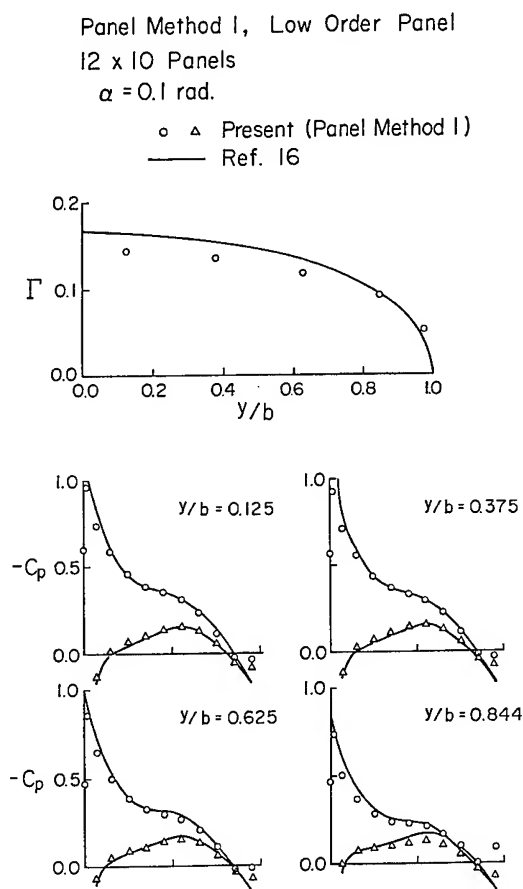 Panel Method 1, Low Order Panel
12 x 10 Panels
α = 0.1 rad.
○ △ Present (Panel Method 1)
— Ref. 16
0.2
Γ 0.1
0.0
0.0 0.2 0.4 0.6 0.8 1.0
y/b
1.0
y/b = 0.125
-Cp 0.5
0.0
1.0
y/b = 0.375
0.0
1.0
y/b = 0.625
-Cp 0.5
0.0
1.0
y/b = 0.844
0.0